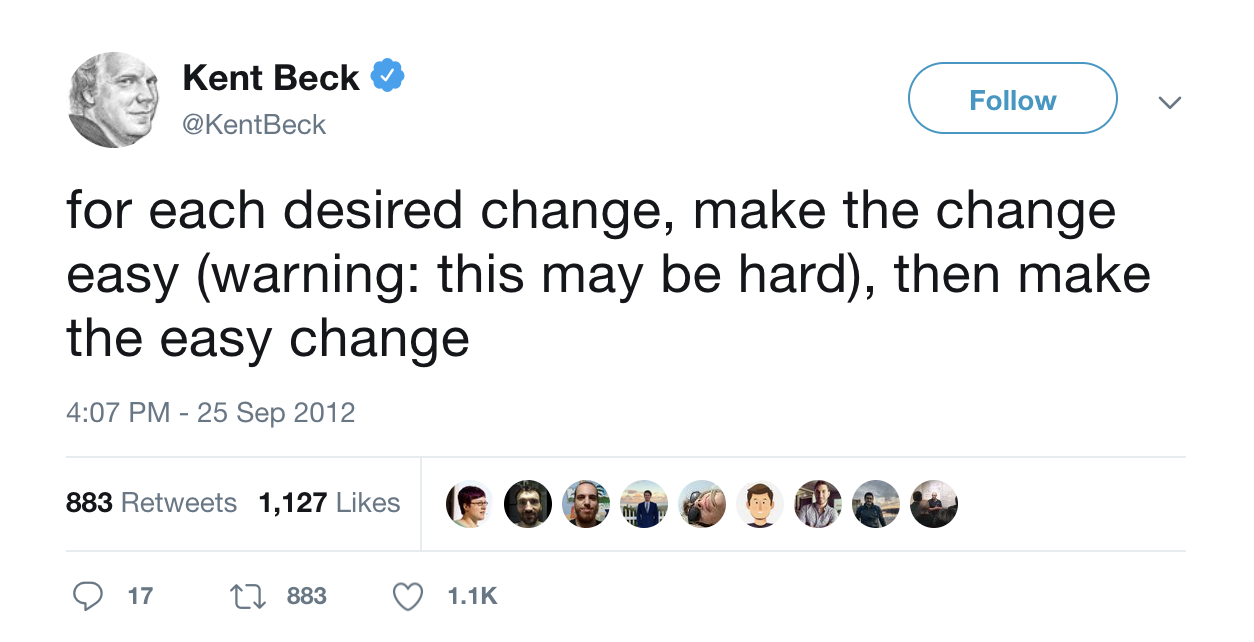 Kent Beck
@KentBeck
Follow
for each desired change, make the change
easy (warning: this may be hard), then make
the easy change
4:07 PM - 25 Sep 2012
883 Retweets 1,127 Likes
17 883 1.1K